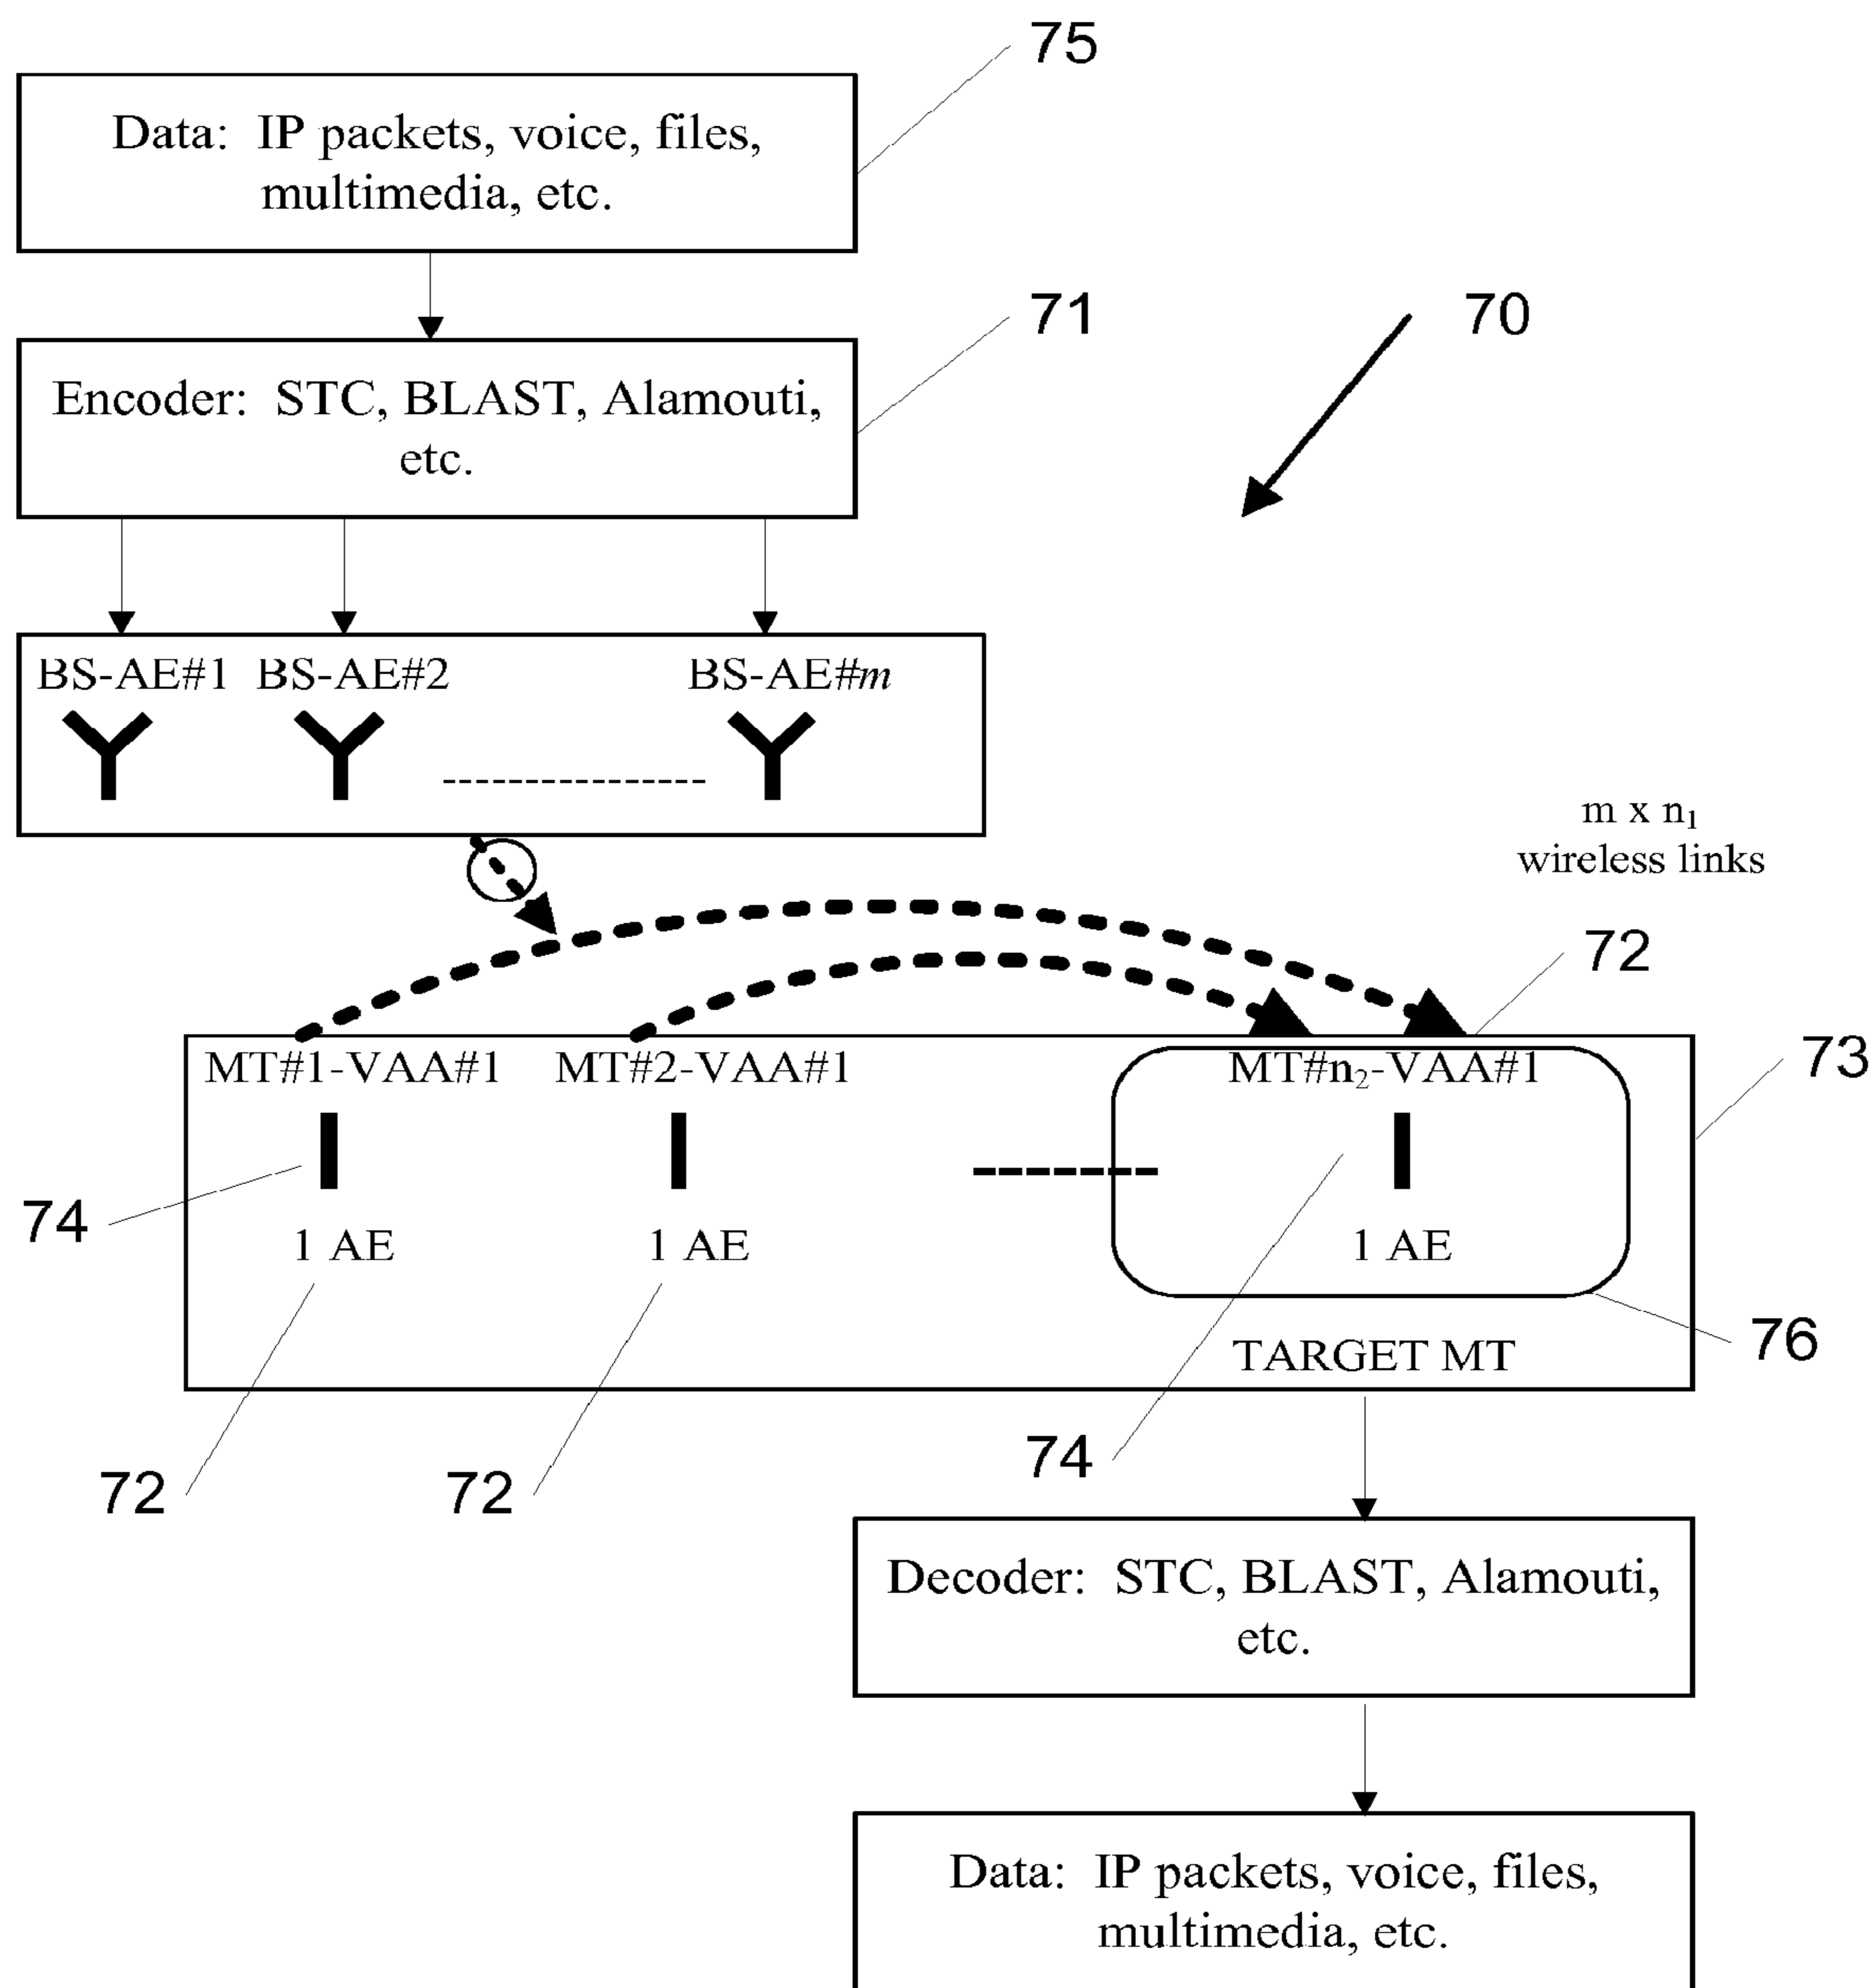 75
Data: IP packets, voice, files,
multimedia, etc.
71
70
Encoder: STC, BLAST, Alamouti,
etc.
BS-AE#1 BS-AE#2 BS-AE#m
m x n₁
wireless links
72
73
MT#1-VAA#1 MT#2-VAA#1 MT#n₂-VAA#1
74
1 AE 1 AE 1 AE
76
TARGET MT
74
72 72
Decoder: STC, BLAST, Alamouti,
etc.
Data: IP packets, voice, files,
multimedia, etc.